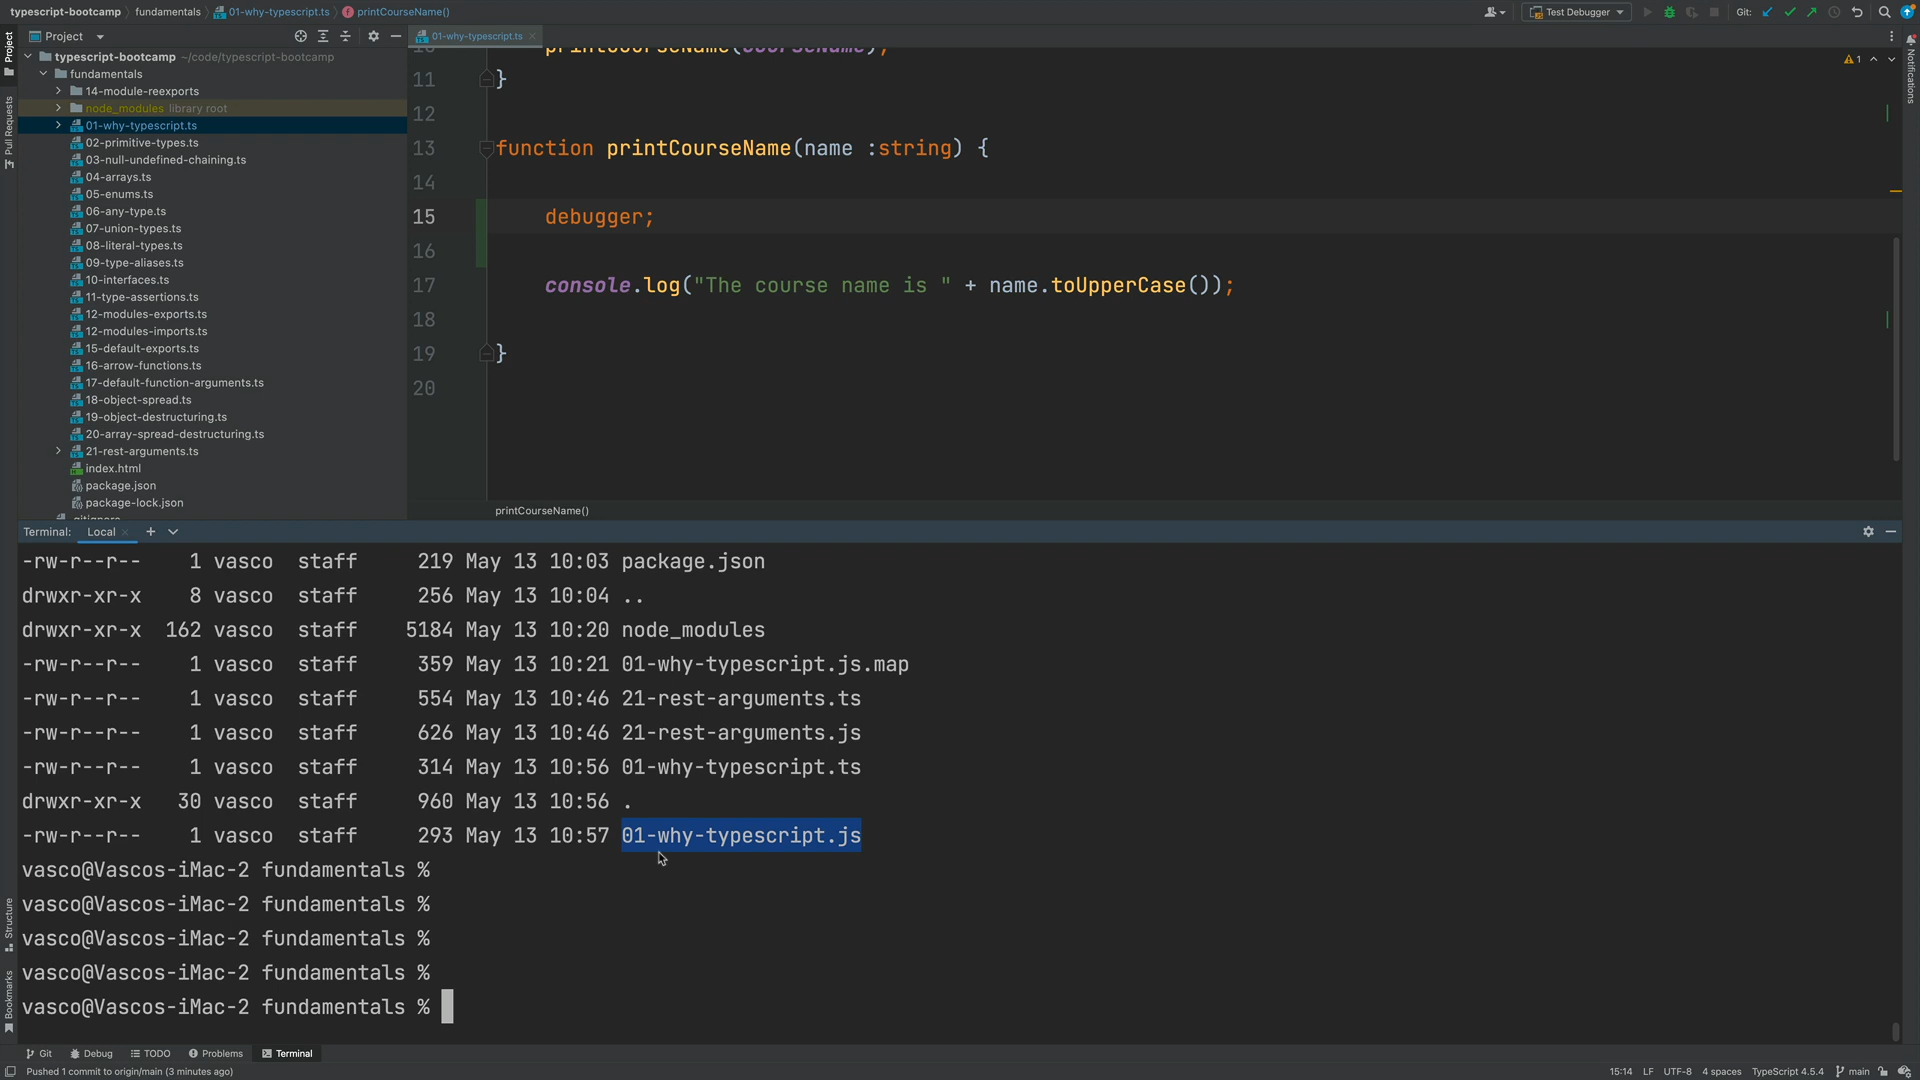 typescript-bootcamp fundamentals 01-why-typescript.ts printCourseName()
Test Debugger
Git:
Project
01-why-typescript.ts
typescript-bootcamp ~/code/typescript-bootcamp
fundamentals
14-module-reexports
node_modules library root
01-why-typescript.ts
02-primitive-types.ts
03-null-undefined-chaining.ts
04-arrays.ts
05-enums.ts
06-any-type.ts
07-union-types.ts
08-literal-types.ts
09-type-aliases.ts
10-interfaces.ts
11-type-assertions.ts
12-modules-exports.ts
12-modules-imports.ts
15-default-exports.ts
16-arrow-functions.ts
17-default-function-arguments.ts
18-object-spread.ts
19-object-destructuring.ts
20-array-spread-destructuring.ts
21-rest-arguments.ts
index.html
package.json
package-lock.json
.gitignore
Project
Pull Requests
Structure
Bookmarks
Notifications
1
10 printCourseName(courseName);
11 }
12
13 function printCourseName(name :string) {
14
15 debugger;
16
17 console.log("The course name is " + name.toUpperCase());
18
19 }
20
printCourseName()
Terminal: Local
-rw-r--r-- 1 vasco staff 219 May 13 10:03 package.json
drwxr-xr-x 8 vasco staff 256 May 13 10:04 ..
drwxr-xr-x 162 vasco staff 5184 May 13 10:20 node_modules
-rw-r--r-- 1 vasco staff 359 May 13 10:21 01-why-typescript.js.map
-rw-r--r-- 1 vasco staff 554 May 13 10:46 21-rest-arguments.ts
-rw-r--r-- 1 vasco staff 626 May 13 10:46 21-rest-arguments.js
-rw-r--r-- 1 vasco staff 314 May 13 10:56 01-why-typescript.ts
drwxr-xr-x 30 vasco staff 960 May 13 10:56 .
-rw-r--r-- 1 vasco staff 293 May 13 10:57 01-why-typescript.js
vasco@Vascos-iMac-2 fundamentals %
vasco@Vascos-iMac-2 fundamentals %
vasco@Vascos-iMac-2 fundamentals %
vasco@Vascos-iMac-2 fundamentals %
vasco@Vascos-iMac-2 fundamentals %
Git Debug TODO Problems Terminal
Pushed 1 commit to origin/main (3 minutes ago)
15:14 LF UTF-8 4 spaces TypeScript 4.5.4 main